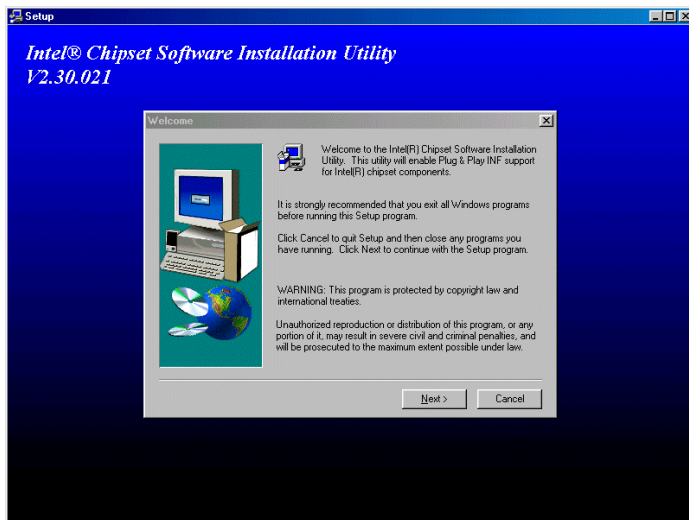 Setup
Intel® Chipset Software Installation Utility
V2.30.021
Welcome
Welcome to the Intel(R) Chipset Software Installation
Utility. This utility will enable Plug & Play INF support
for Intel(R) chipset components.
It is strongly recommended that you exit all Windows programs
before running this Setup program.
Click Cancel to quit Setup and then close any programs you
have running. Click Next to continue with the Setup program.
WARNING: This program is protected by copyright law and
international treaties.
Unauthorized reproduction or distribution of this program, or any
portion of it, may result in severe civil and criminal penalties, and
will be prosecuted to the maximum extent possible under law.
Next >
Cancel